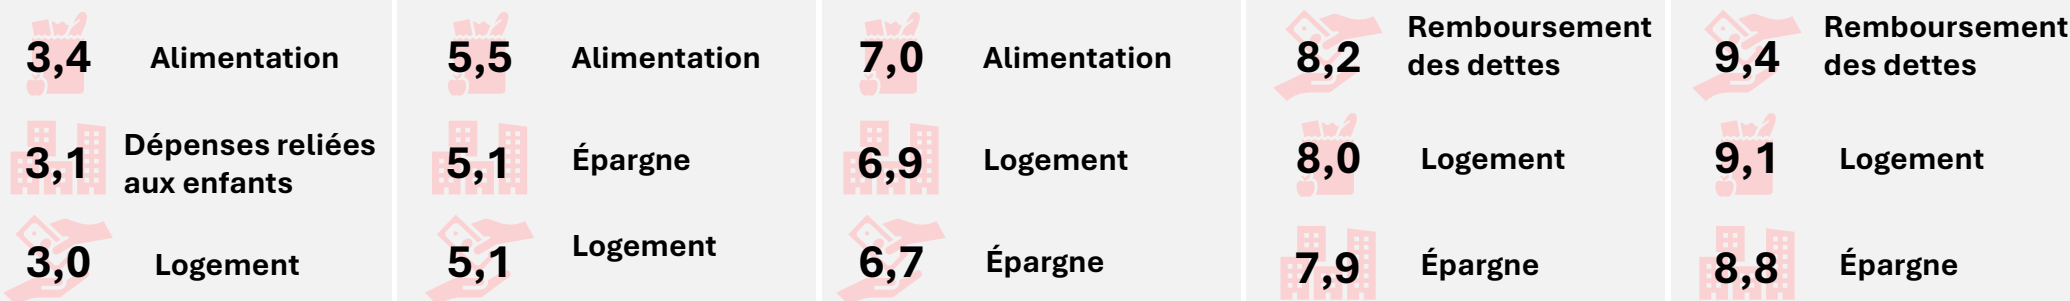 3,4 Alimentation
3,1 Dépenses reliées
aux enfants
3,0 Logement
5,5 Alimentation
5,1 Épargne
5,1 Logement
7,0 Alimentation
6,9 Logement
6,7 Épargne
8,2 Remboursement
des dettes
8,0 Logement
7,9 Épargne
9,4 Remboursement
des dettes
9,1 Logement
8,8 Épargne